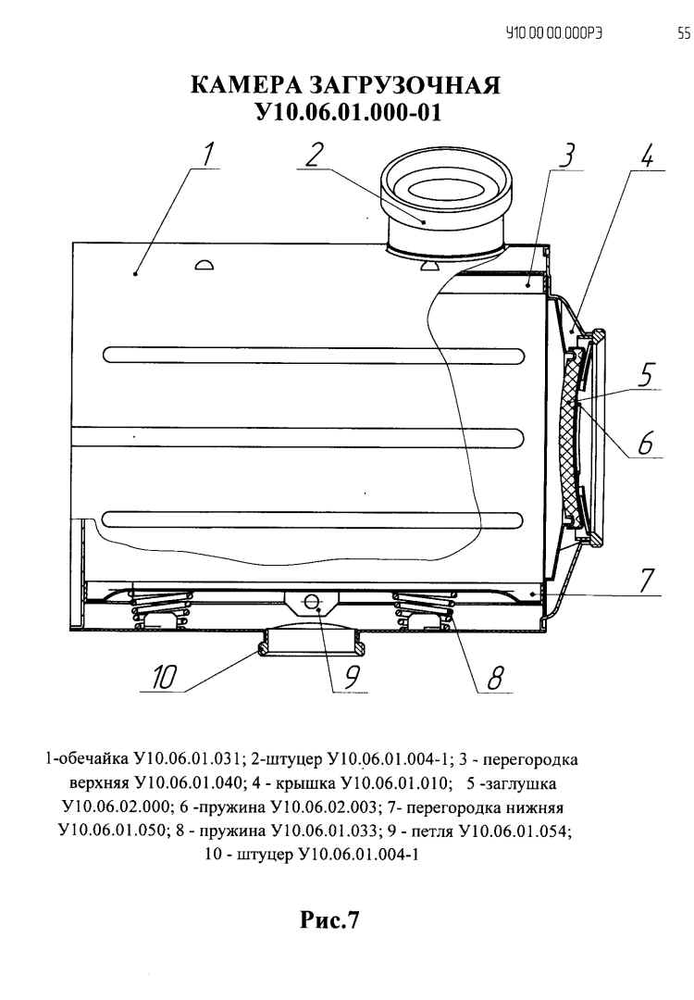 У10.00.00.000РЭ 55
КАМЕРА ЗАГРУЗОЧНАЯ
У10.06.01.000-01
1 2 3 4
5
6
7
10 9 8
1-обечайка У10.06.01.031; 2-штуцер У10.06.01.004-1; 3 - перегородка
верхняя У10.06.01.040; 4 - крышка У10.06.01.010; 5 -заглушка
У10.06.02.000; 6 -пружина У10.06.02.003; 7- перегородка нижняя
У10.06.01.050; 8 - пружина У10.06.01.033; 9 - петля У10.06.01.054;
10 - штуцер У10.06.01.004-1
Рис.7